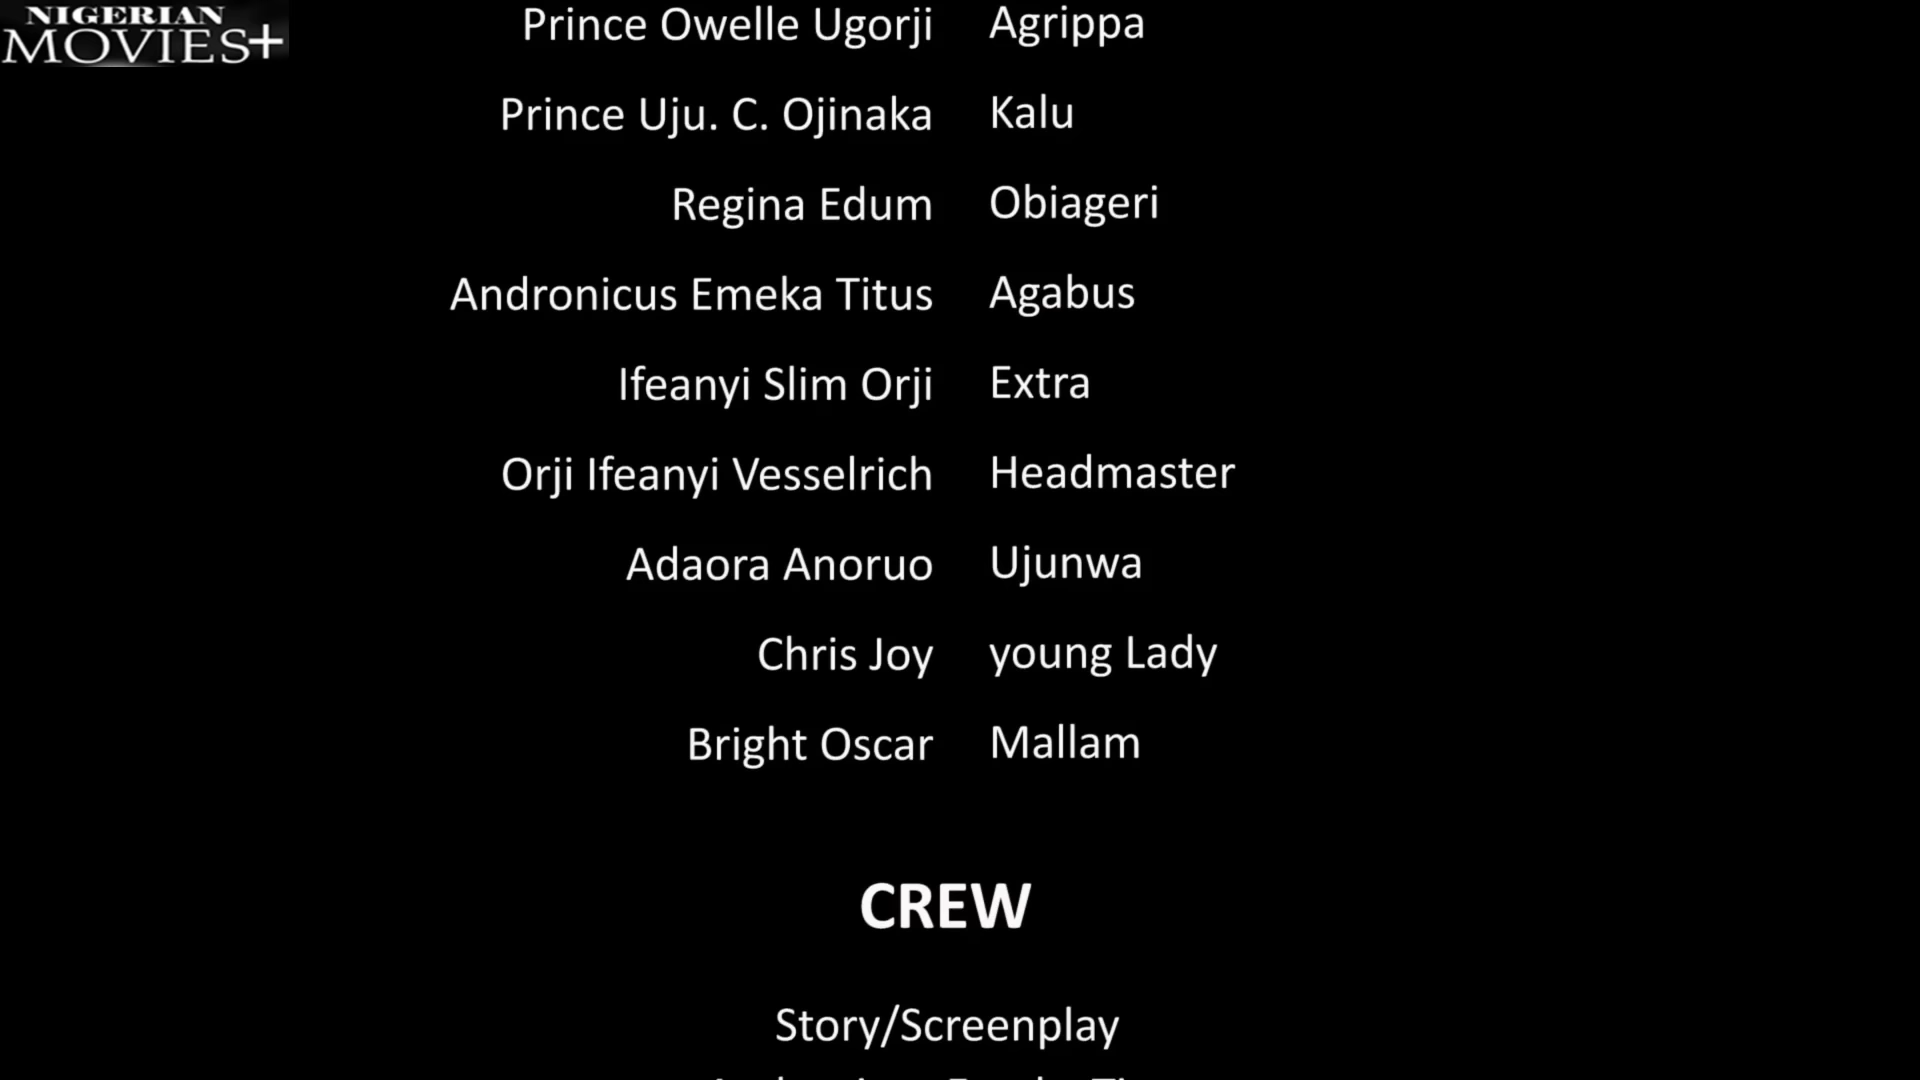 NIGERIAN
MOVIES+
Prince Owelle Ugorji Agrippa
Prince Uju. C. Ojinaka Kalu
Regina Edum Obiageri
Andronicus Emeka Titus Agabus
Ifeanyi Slim Orji Extra
Orji Ifeanyi Vesselrich Headmaster
Adaora Anoruo Ujunwa
Chris Joy young Lady
Bright Oscar Mallam
CREW
Story/Screenplay